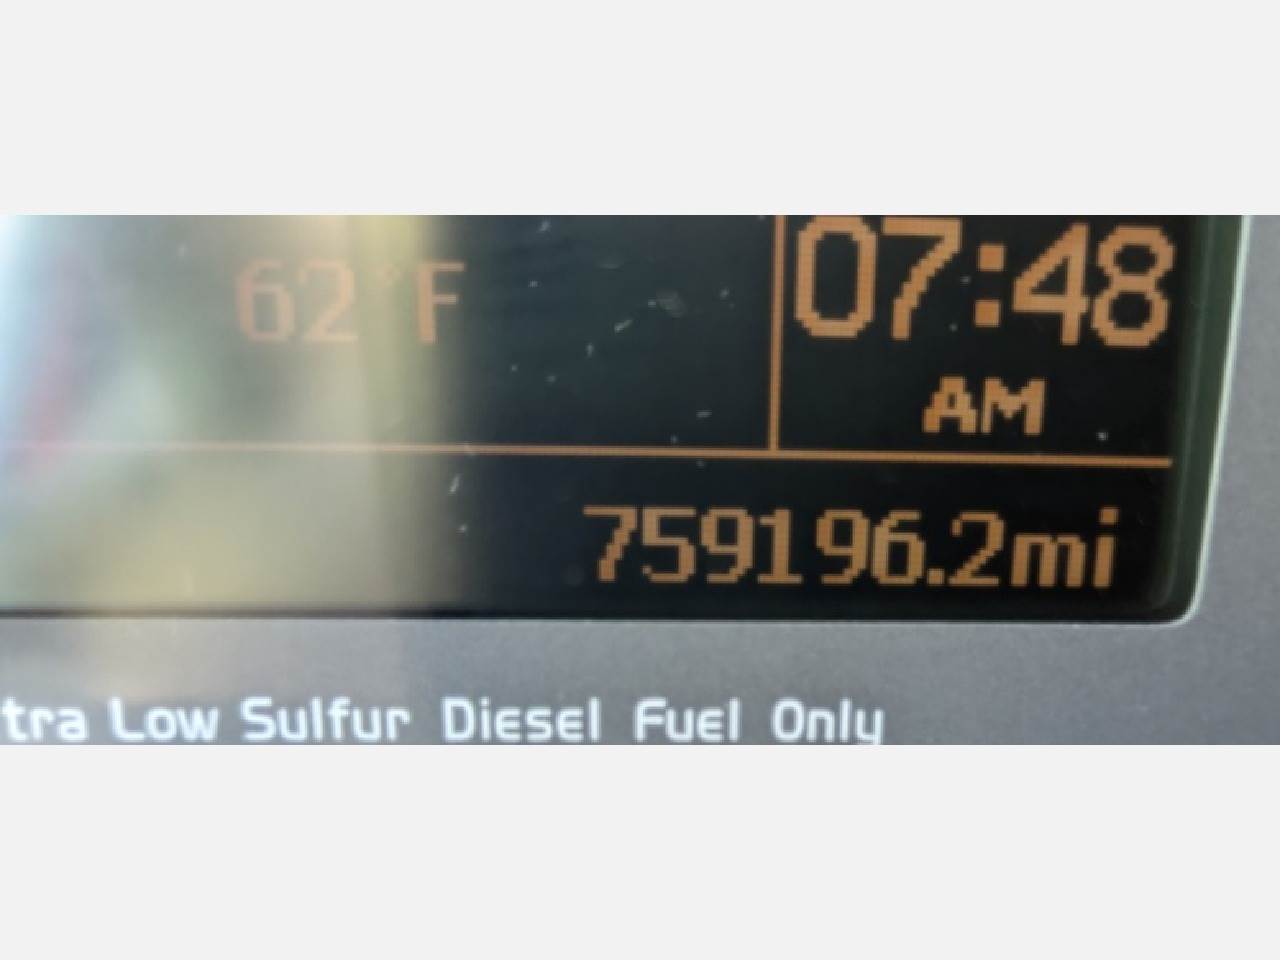 62°F
07:48
AM
759196.2mi
tra Low Sulfur Diesel Fuel Only